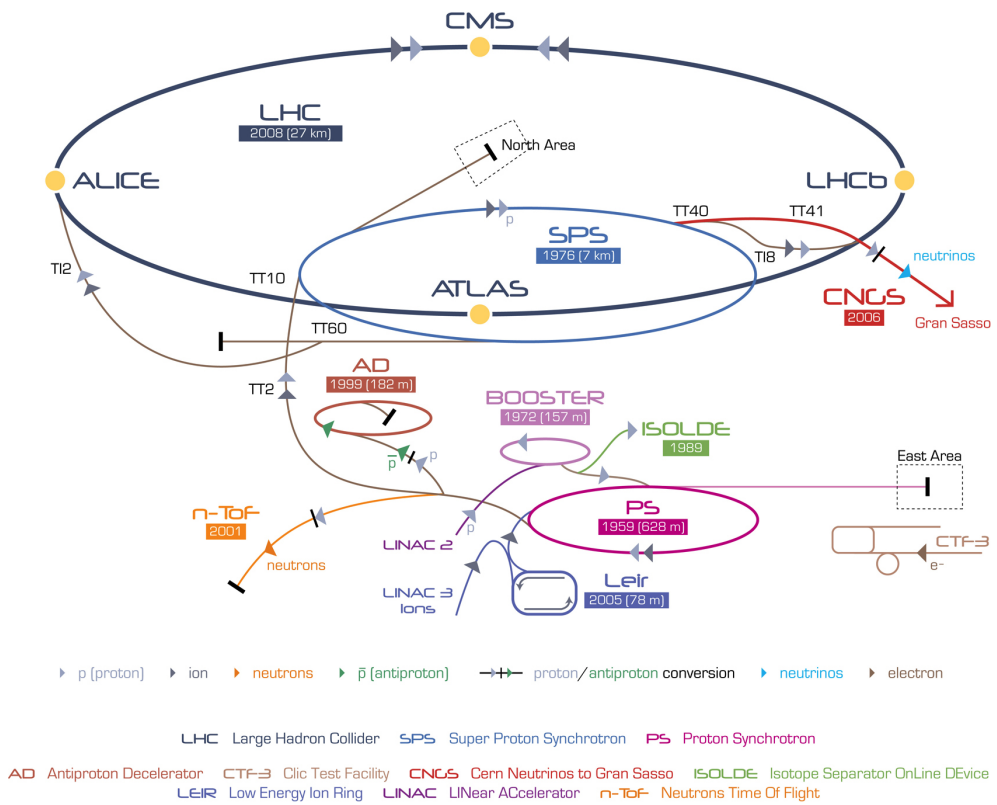 CMS
LHC
2008 (27 km)
North Area
ALICE
LHCb
p
TT40
TT41
SPS
1976 (7 km)
TI8
TI2
TT10
neutrinos
ATLAS
CNGS
2006
Gran Sasso
TT60
AD
1999 (182 m)
TT2
BOOSTER
1972 (157 m)
ISOLDE
1989
p
p̄
East Area
n-ToF
2001
PS
1959 (628 m)
p
LINAC 2
CTF-3
e-
neutrons
Leir
2005 (78 m)
LINAC 3
Ions
p (proton) ion neutrons p̄ (antiproton) proton/antiproton conversion neutrinos electron
LHC Large Hadron Collider SPS Super Proton Synchrotron PS Proton Synchrotron
AD Antiproton Decelerator CTF-3 Clic Test Facility CNGS Cern Neutrinos to Gran Sasso ISOLDE Isotope Separator OnLine DEvice
LEIR Low Energy Ion Ring LINAC LINear ACcelerator n-ToF Neutrons Time Of Flight